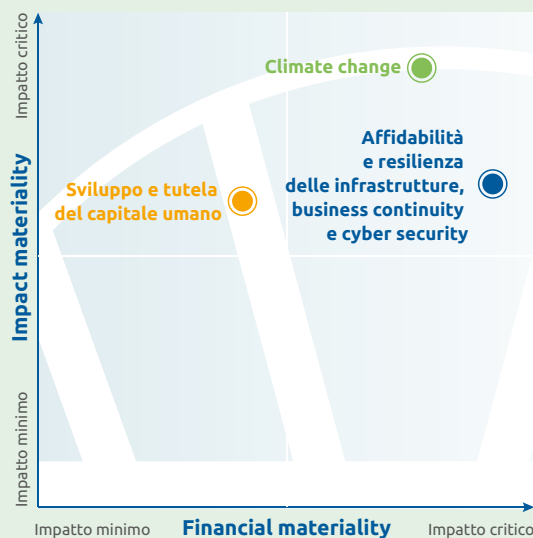 Impatto critico
Impact materiality
Impatto minimo
Climate change
Affidabilità
e resilienza
delle infrastrutture,
business continuity
e cyber security
Sviluppo e tutela
del capitale umano
Impatto minimo
Financial materiality
Impatto critico